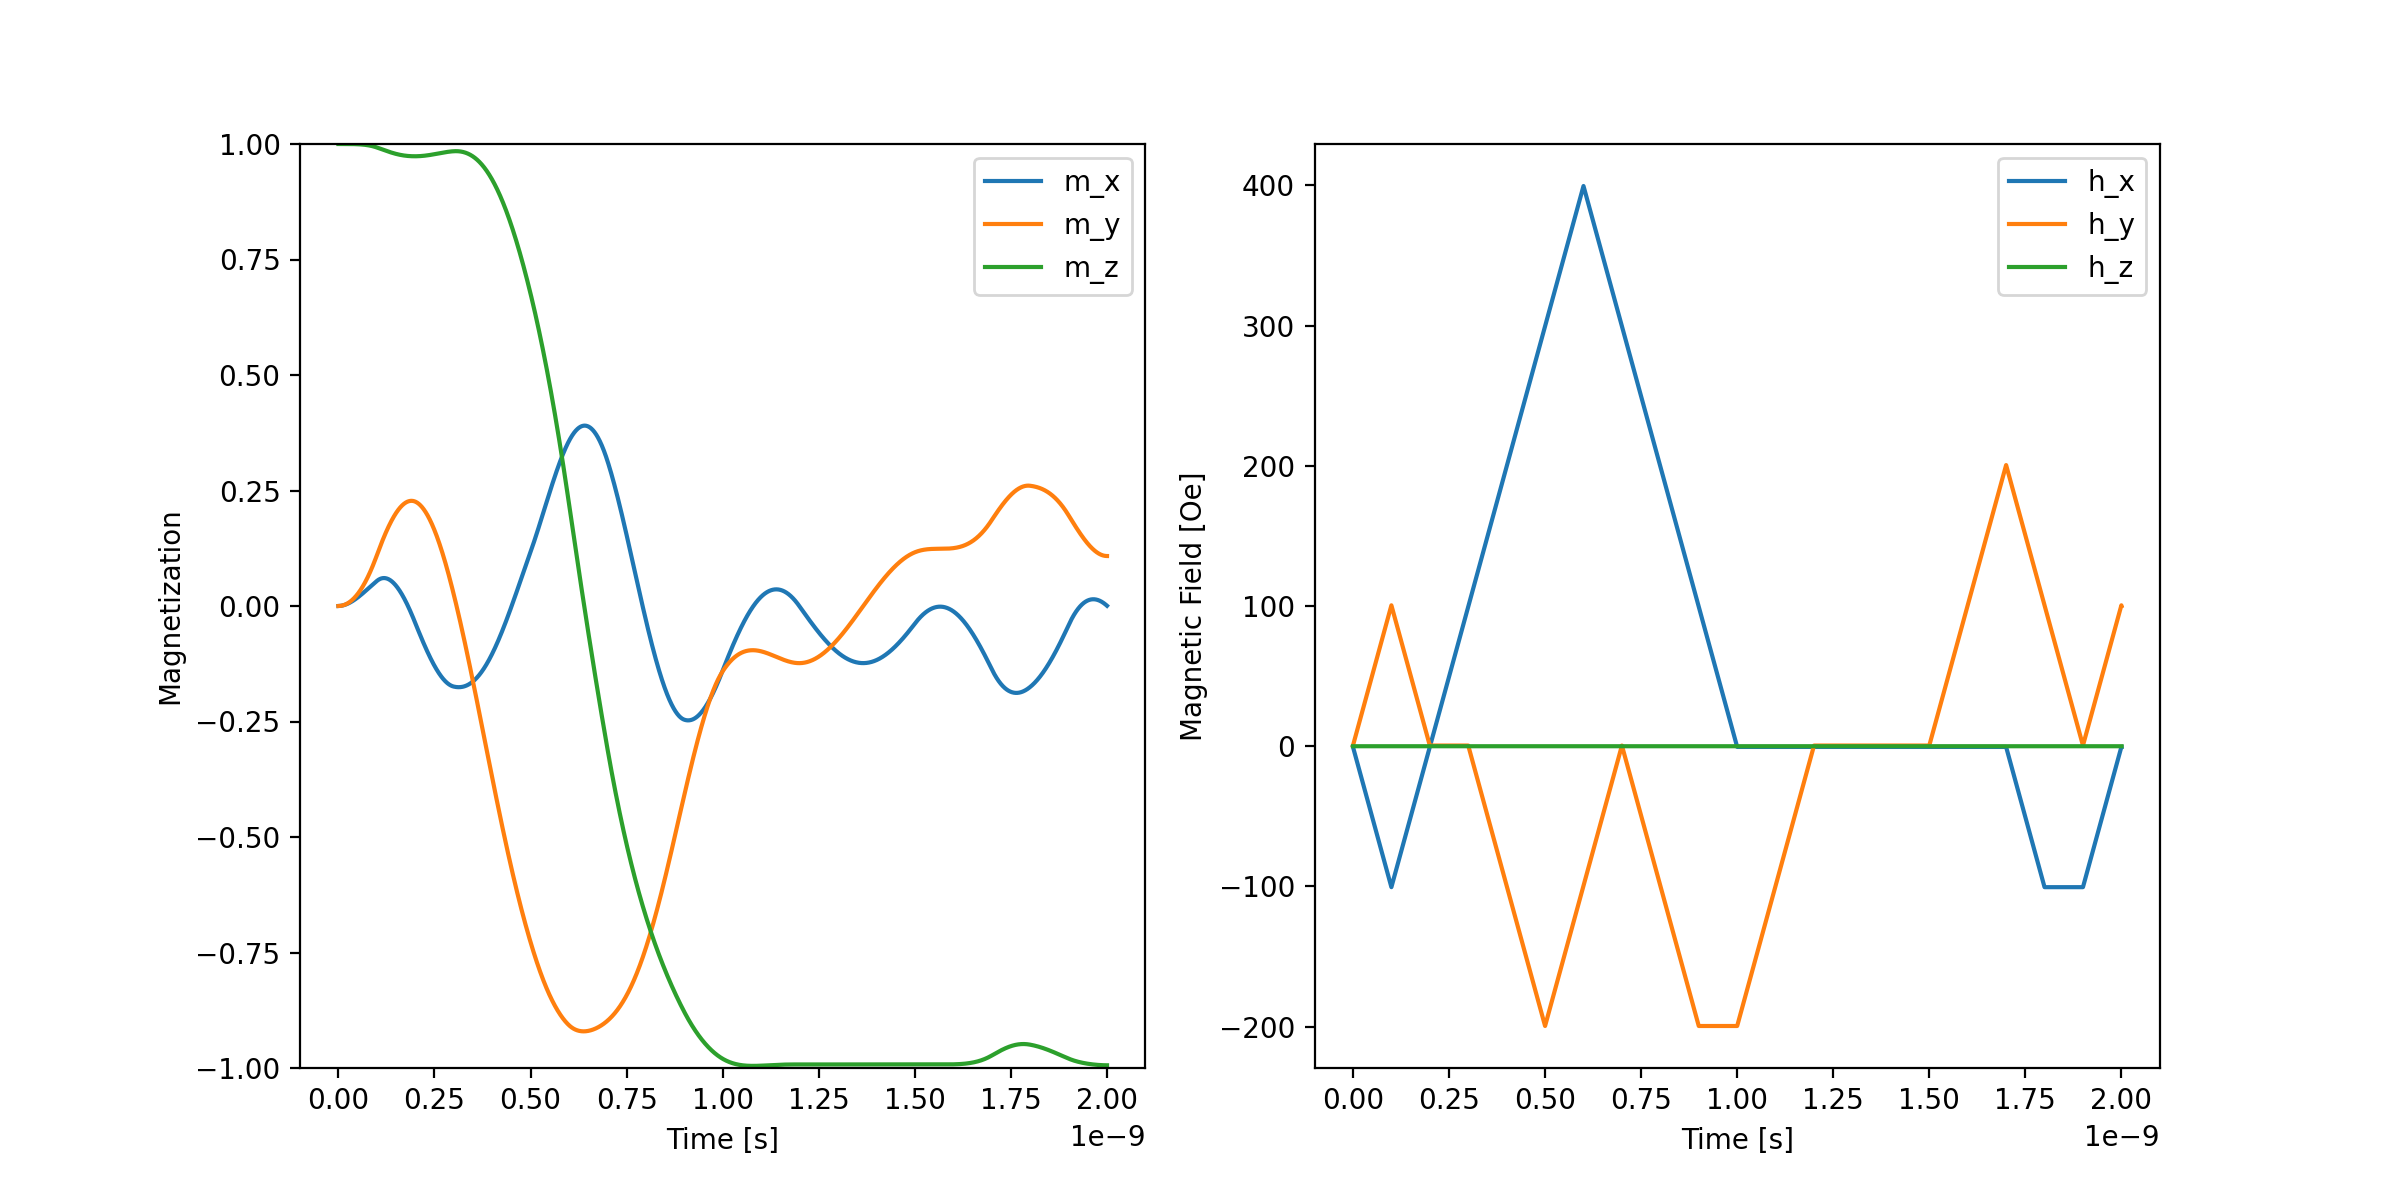 1.00
0.75
0.50
0.25
0.00
−0.25
−0.50
−0.75
−1.00
Magnetization
0.00 0.25 0.50 0.75 1.00 1.25 1.50 1.75 2.00
Time [s]
1e−9
m_x
m_y
m_z
400
300
200
100
0
−100
−200
Magnetic Field [Oe]
0.00 0.25 0.50 0.75 1.00 1.25 1.50 1.75 2.00
Time [s]
1e−9
h_x
h_y
h_z